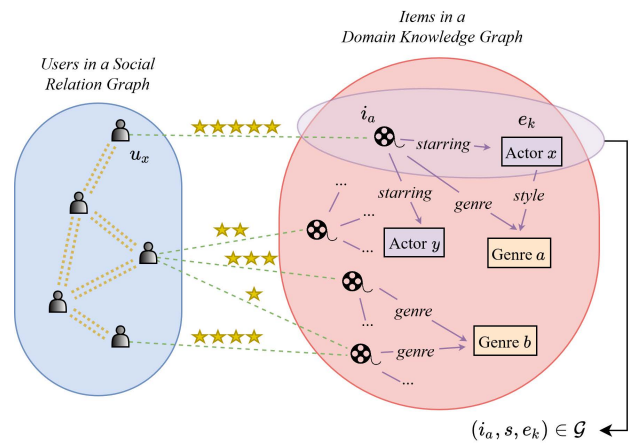 Items in a
Domain Knowledge Graph
Users in a Social
Relation Graph
i_a
e_k
u_x
starring
Actor x
starring
genre
style
...
...
...
Actor y
Genre a
genre
...
Genre b
genre
...
(i_a, s, e_k) ∈ 𝒢